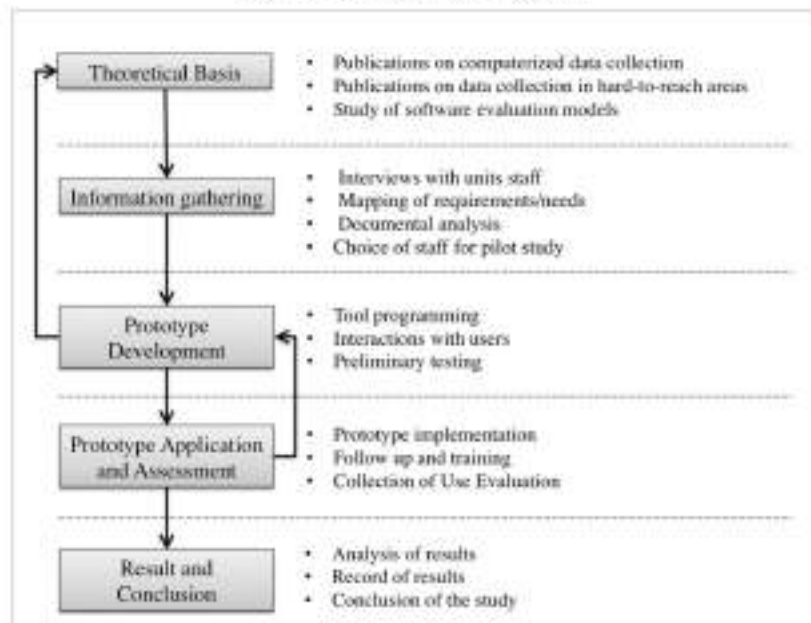 Theoretical Basis
• Publications on computerized data collection
• Publications on data collection in hard-to-reach areas
• Study of software evaluation models
Information gathering
• Interviews with units staff
• Mapping of requirements/needs
• Documental analysis
• Choice of staff for pilot study
Prototype
Development
• Tool programming
• Interactions with users
• Preliminary testing
Prototype Application
and Assessment
• Prototype implementation
• Follow up and training
• Collection of Use Evaluation
Result and
Conclusion
• Analysis of results
• Record of results
• Conclusion of the study